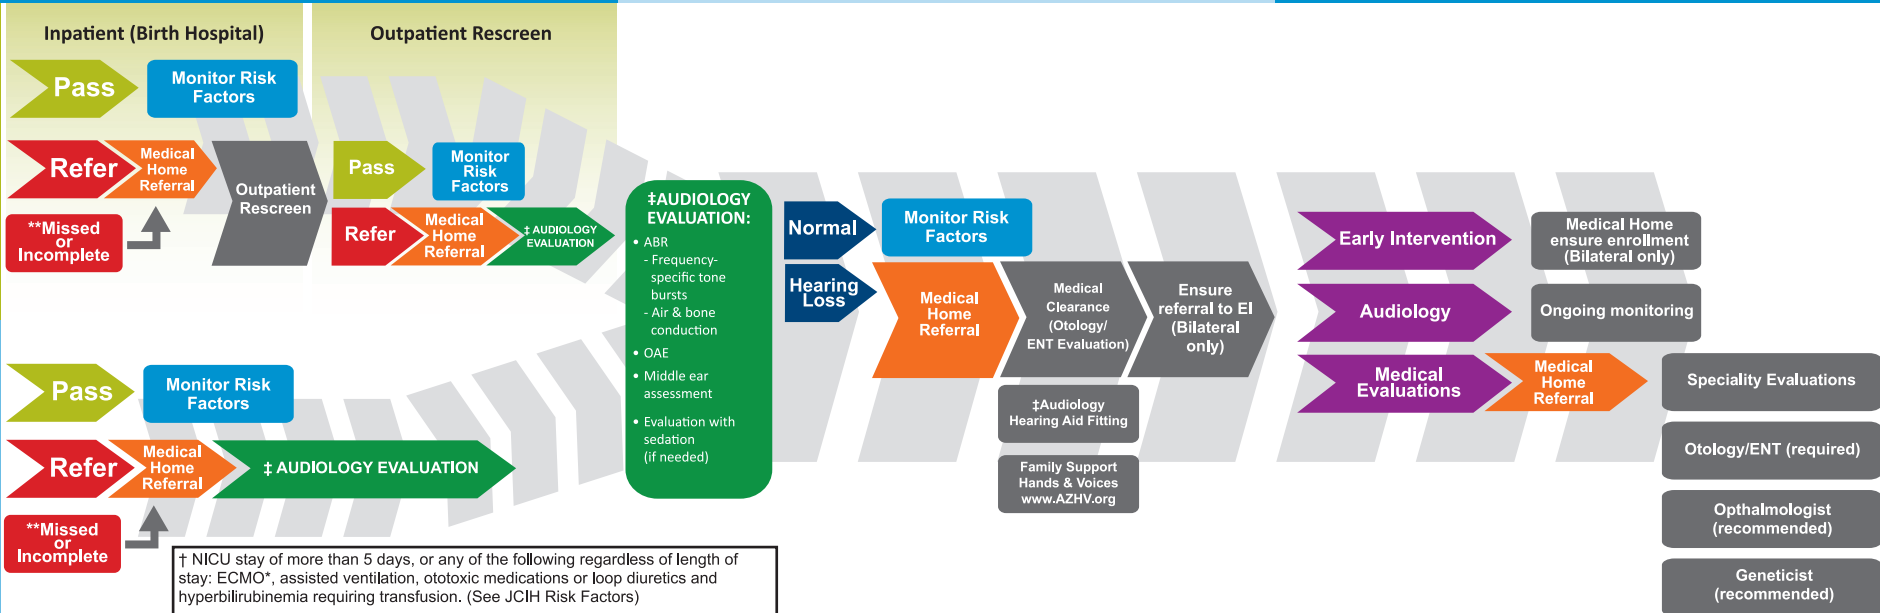 Inpatient (Birth Hospital)
Outpatient Rescreen
Pass
Monitor Risk
Factors
Refer
Medical
Home
Referral
**Missed
or
Incomplete
Outpatient
Rescreen
Pass
Monitor
Risk
Factors
Refer
Medical
Home
Referral
‡ AUDIOLOGY
EVALUATION
Pass
Monitor Risk
Factors
Refer
Medical
Home
Referral
‡ AUDIOLOGY EVALUATION
**Missed
or
Incomplete
† NICU stay of more than 5 days, or any of the following regardless of length of
stay: ECMO*, assisted ventilation, ototoxic medications or loop diuretics and
hyperbilirubinemia requiring transfusion. (See JCIH Risk Factors)
‡AUDIOLOGY
EVALUATION:
• ABR
- Frequency-
specific tone
bursts
- Air & bone
conduction
• OAE
• Middle ear
assessment
• Evaluation with
sedation
(if needed)
Normal
Monitor Risk
Factors
Hearing
Loss
Medical
Home
Referral
Medical
Clearance
(Otology/
ENT Evaluation)
Ensure
referral to EI
(Bilateral
only)
‡Audiology
Hearing Aid Fitting
Family Support
Hands & Voices
www.AZHV.org
Early Intervention
Medical Home
ensure enrollment
(Bilateral only)
Audiology
Ongoing monitoring
Medical
Evaluations
Medical
Home
Referral
Speciality Evaluations
Otology/ENT (required)
Opthalmologist
(recommended)
Geneticist
(recommended)